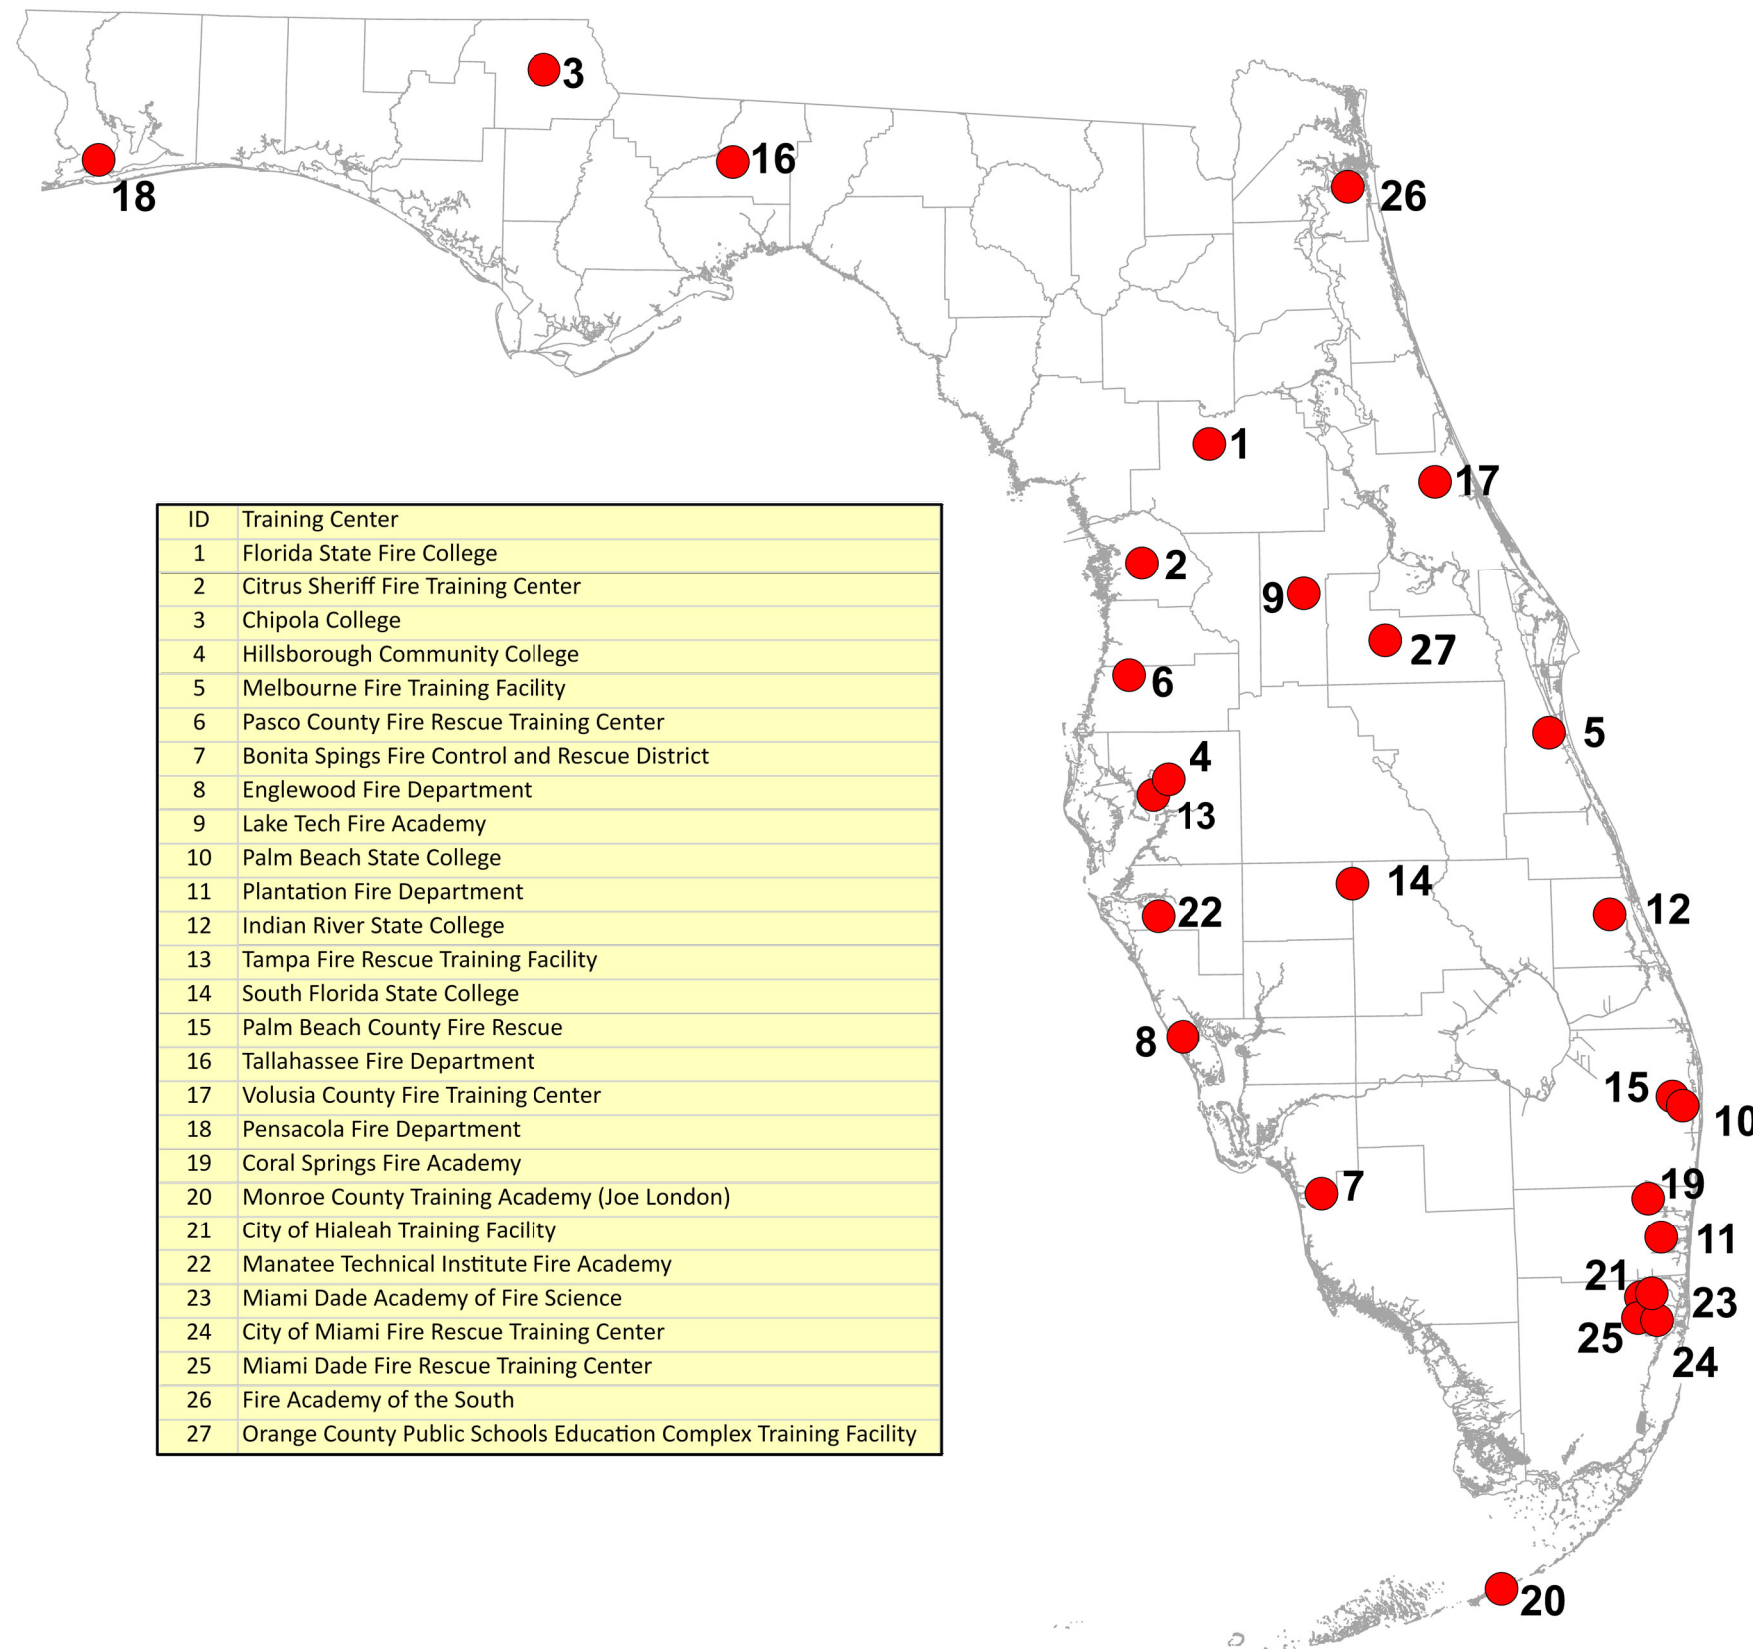 3
16
18
26
1
17
2
9
27
6
5
4
13
14
22
12
8
15
10
7
19
11
21
23
25
24
20
ID Training Center
1 Florida State Fire College
2 Citrus Sheriff Fire Training Center
3 Chipola College
4 Hillsborough Community College
5 Melbourne Fire Training Facility
6 Pasco County Fire Rescue Training Center
7 Bonita Spings Fire Control and Rescue District
8 Englewood Fire Department
9 Lake Tech Fire Academy
10 Palm Beach State College
11 Plantation Fire Department
12 Indian River State College
13 Tampa Fire Rescue Training Facility
14 South Florida State College
15 Palm Beach County Fire Rescue
16 Tallahassee Fire Department
17 Volusia County Fire Training Center
18 Pensacola Fire Department
19 Coral Springs Fire Academy
20 Monroe County Training Academy (Joe London)
21 City of Hialeah Training Facility
22 Manatee Technical Institute Fire Academy
23 Miami Dade Academy of Fire Science
24 City of Miami Fire Rescue Training Center
25 Miami Dade Fire Rescue Training Center
26 Fire Academy of the South
27 Orange County Public Schools Education Complex Training Facility